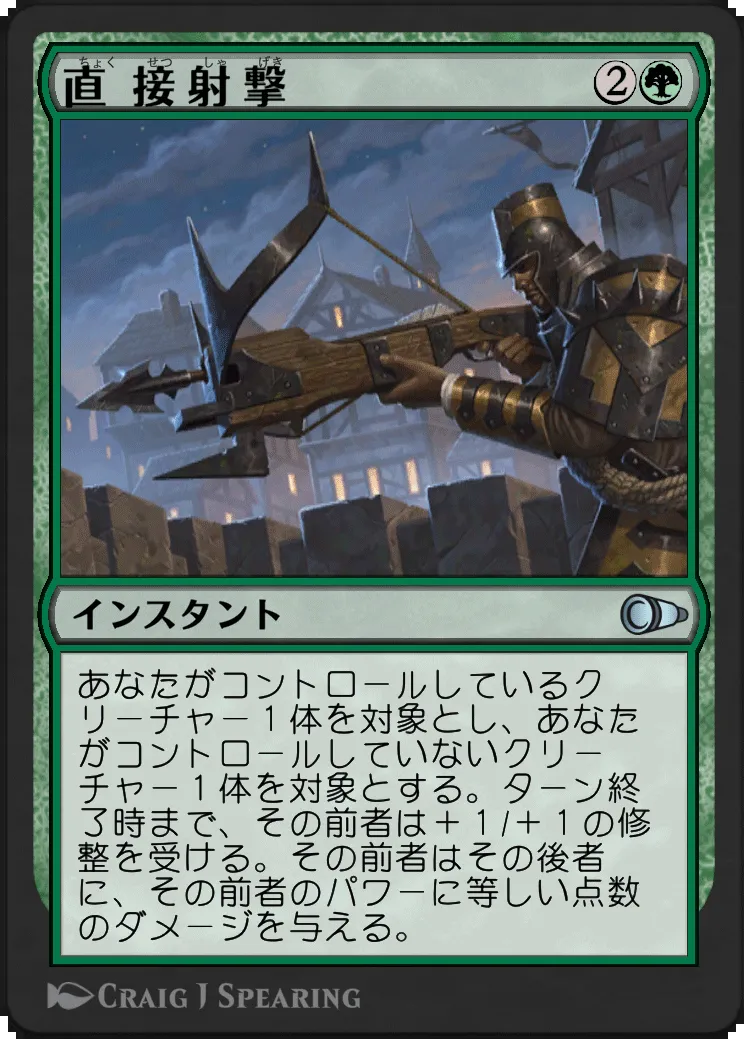 ちょく せつ しゃ げき
直接射撃 2
インスタント
あなたがコントロールしているク
リーチャー1体を対象とし、あなた
がコントロールしていないクリー
チャー1体を対象とする。ターン終
了時まで、その前者は+1/+1の修
整を受ける。その前者はその後者
に、その前者のパワーに等しい点数
のダメージを与える。
CRAIG J SPEARING